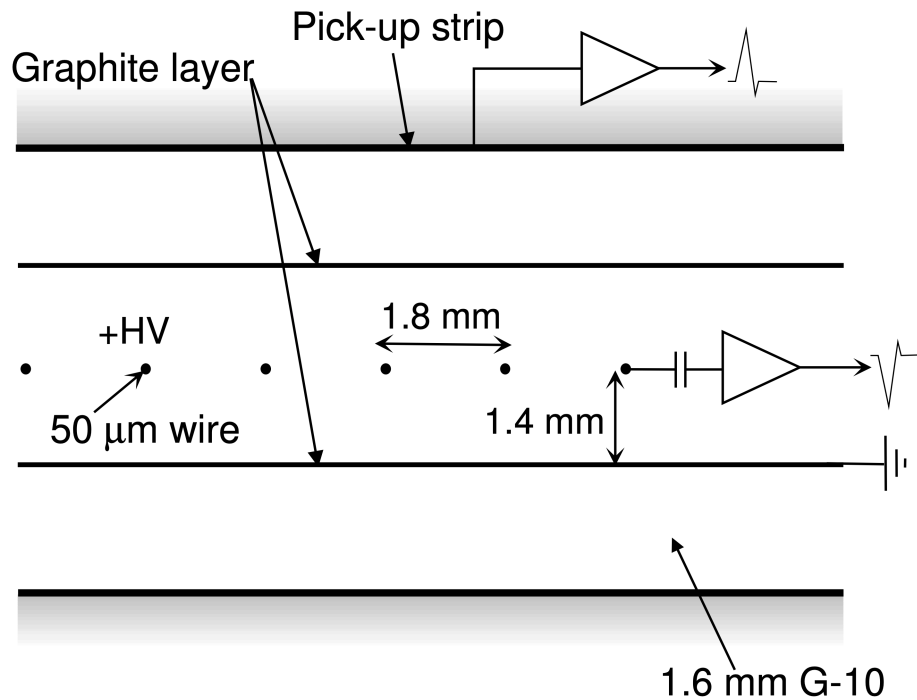 Pick-up strip
Graphite layer
1.8 mm
+HV
1.4 mm
50 μm wire
1.6 mm G-10